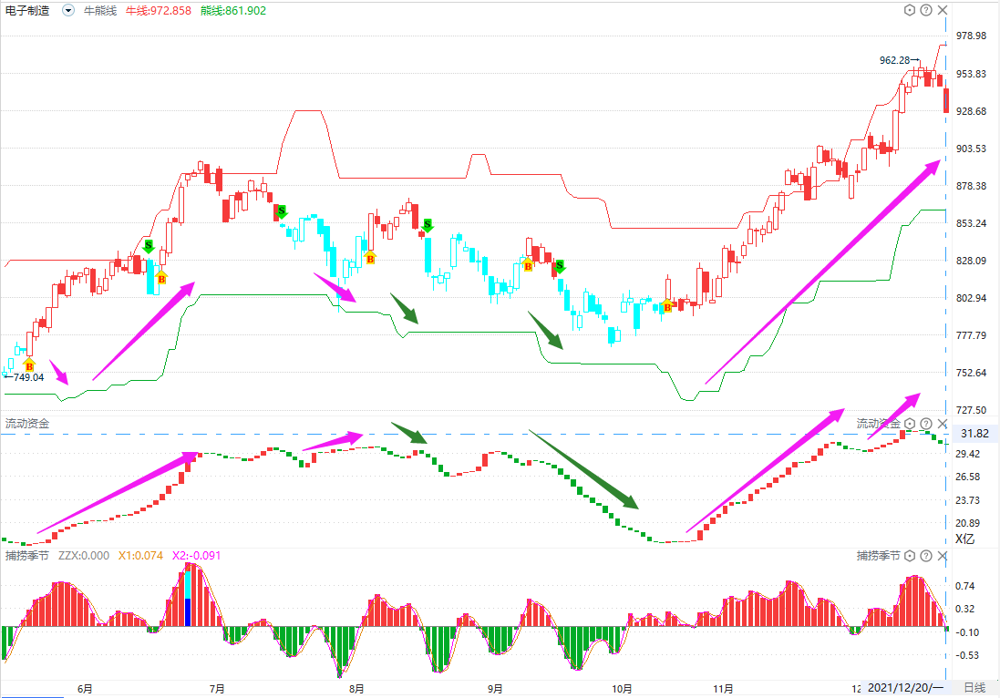 电子制造 牛熊线 牛线:972.858 熊线:861.902
978.98
962.28→
953.83
928.68
903.53
878.38
S
853.24
S
S
828.09
S
B
B
B
802.94
B
777.79
B
←749.04
752.64
727.50
流动资金 流动资金
31.82
29.42
26.58
23.73
20.89
X亿
捕捞季节 ZZX:0.000 X1:0.074 X2:-0.091 捕捞季节
0.74
0.32
-0.10
-0.53
6月 7月 8月 9月 10月 11月 12 2021/12/20/一 日线